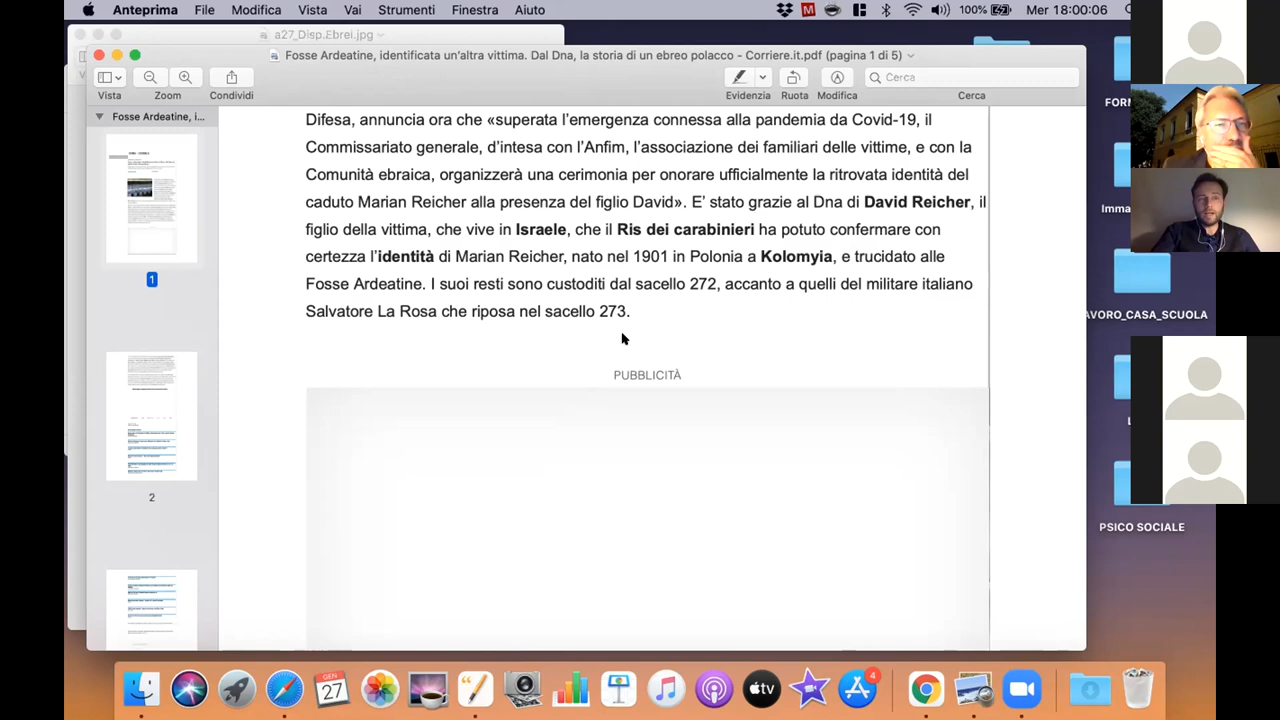 Anteprima File Modifica Vista Vai Strumenti Finestra Aiuto 100% Mer 18:00:06
a27_Disp.Ebrei.jpg
Fosse Ardeatine, identificata un'altra vittima. Dal Dna, la storia di un ebreo polacco - Corriere.it.pdf (pagina 1 di 5)
Cerca
Vista Zoom Condividi Evidenzia Ruota Modifica Cerca
Fosse Ardeatine, i...
Difesa, annuncia ora che «superata l'emergenza connessa alla pandemia da Covid-19, il
Commissariato generale, d'intesa con l'Anfim, l'associazione dei familiari delle vittime, e con la
Comunità ebraica, organizzerà una cerimonia per onorare ufficialmente la ritrovata identità del
caduto Marian Reicher alla presenza del figlio David». E' stato grazie al Dna di David Reicher, il
figlio della vittima, che vive in Israele, che il Ris dei carabinieri ha potuto confermare con
certezza l'identità di Marian Reicher, nato nel 1901 in Polonia a Kolomyia, e trucidato alle
Fosse Ardeatine. I suoi resti sono custoditi dal sacello 272, accanto a quelli del militare italiano
Salvatore La Rosa che riposa nel sacello 273.
PUBBLICITÀ
1
2
FORM
Imma
AVORO_CASA_SCUOLA
L
PSICO SOCIALE
GEN
27
tv
4